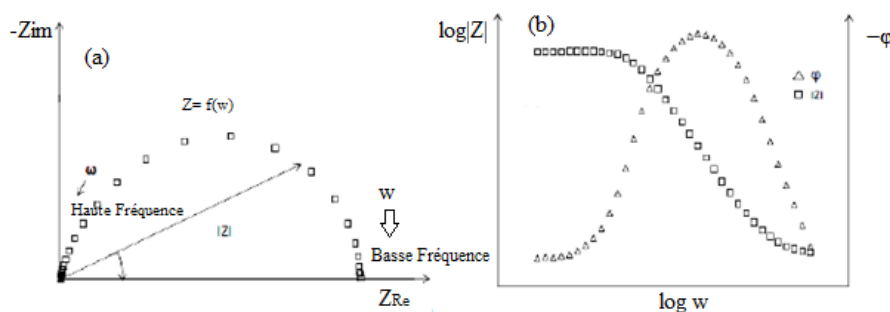 -Zim
(a)
Z= f(w)
ω
Haute Fréquence
|Z|
w
Basse Fréquence
ZRe
log|Z|
(b)
−φ
φ
|Z|
log w